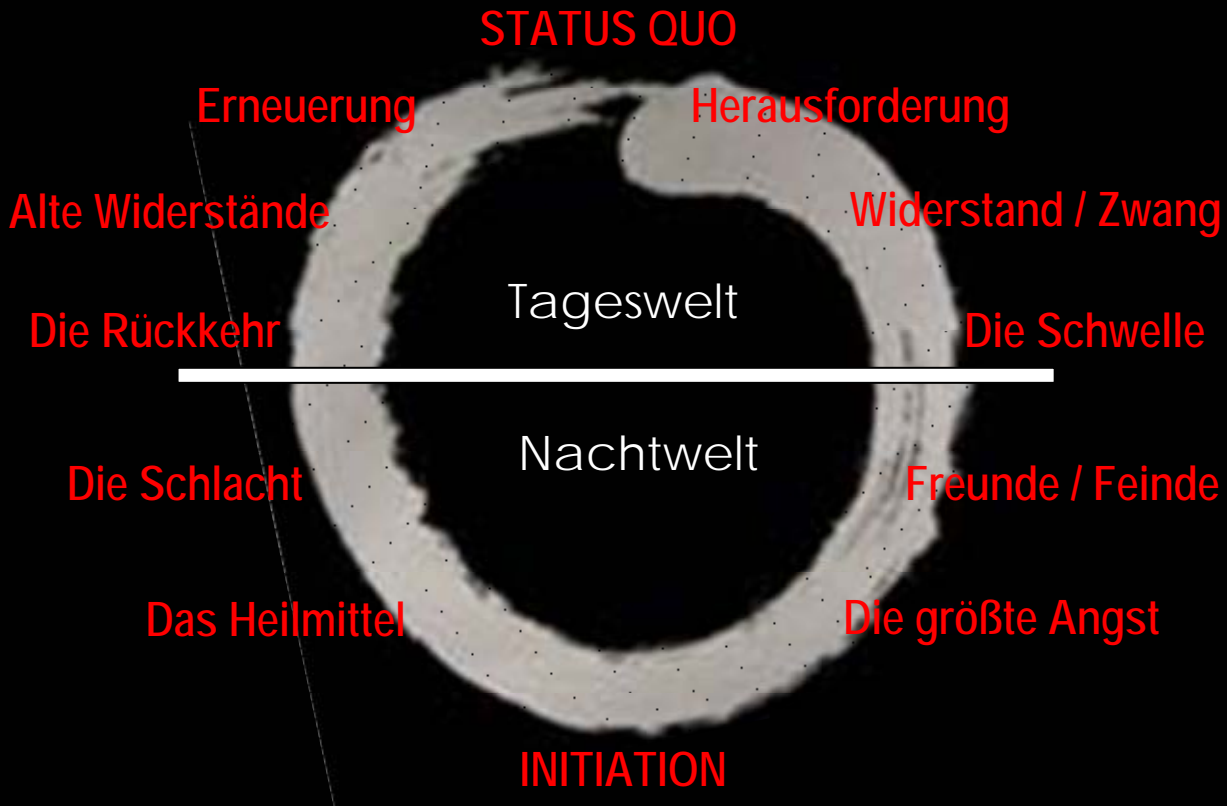 STATUS QUO
Erneuerung
Herausforderung
Alte Widerstände
Widerstand / Zwang
Tageswelt
Die Rückkehr
Die Schwelle
Nachtwelt
Die Schlacht
Freunde / Feinde
Das Heilmittel
Die größte Angst
INITIATION